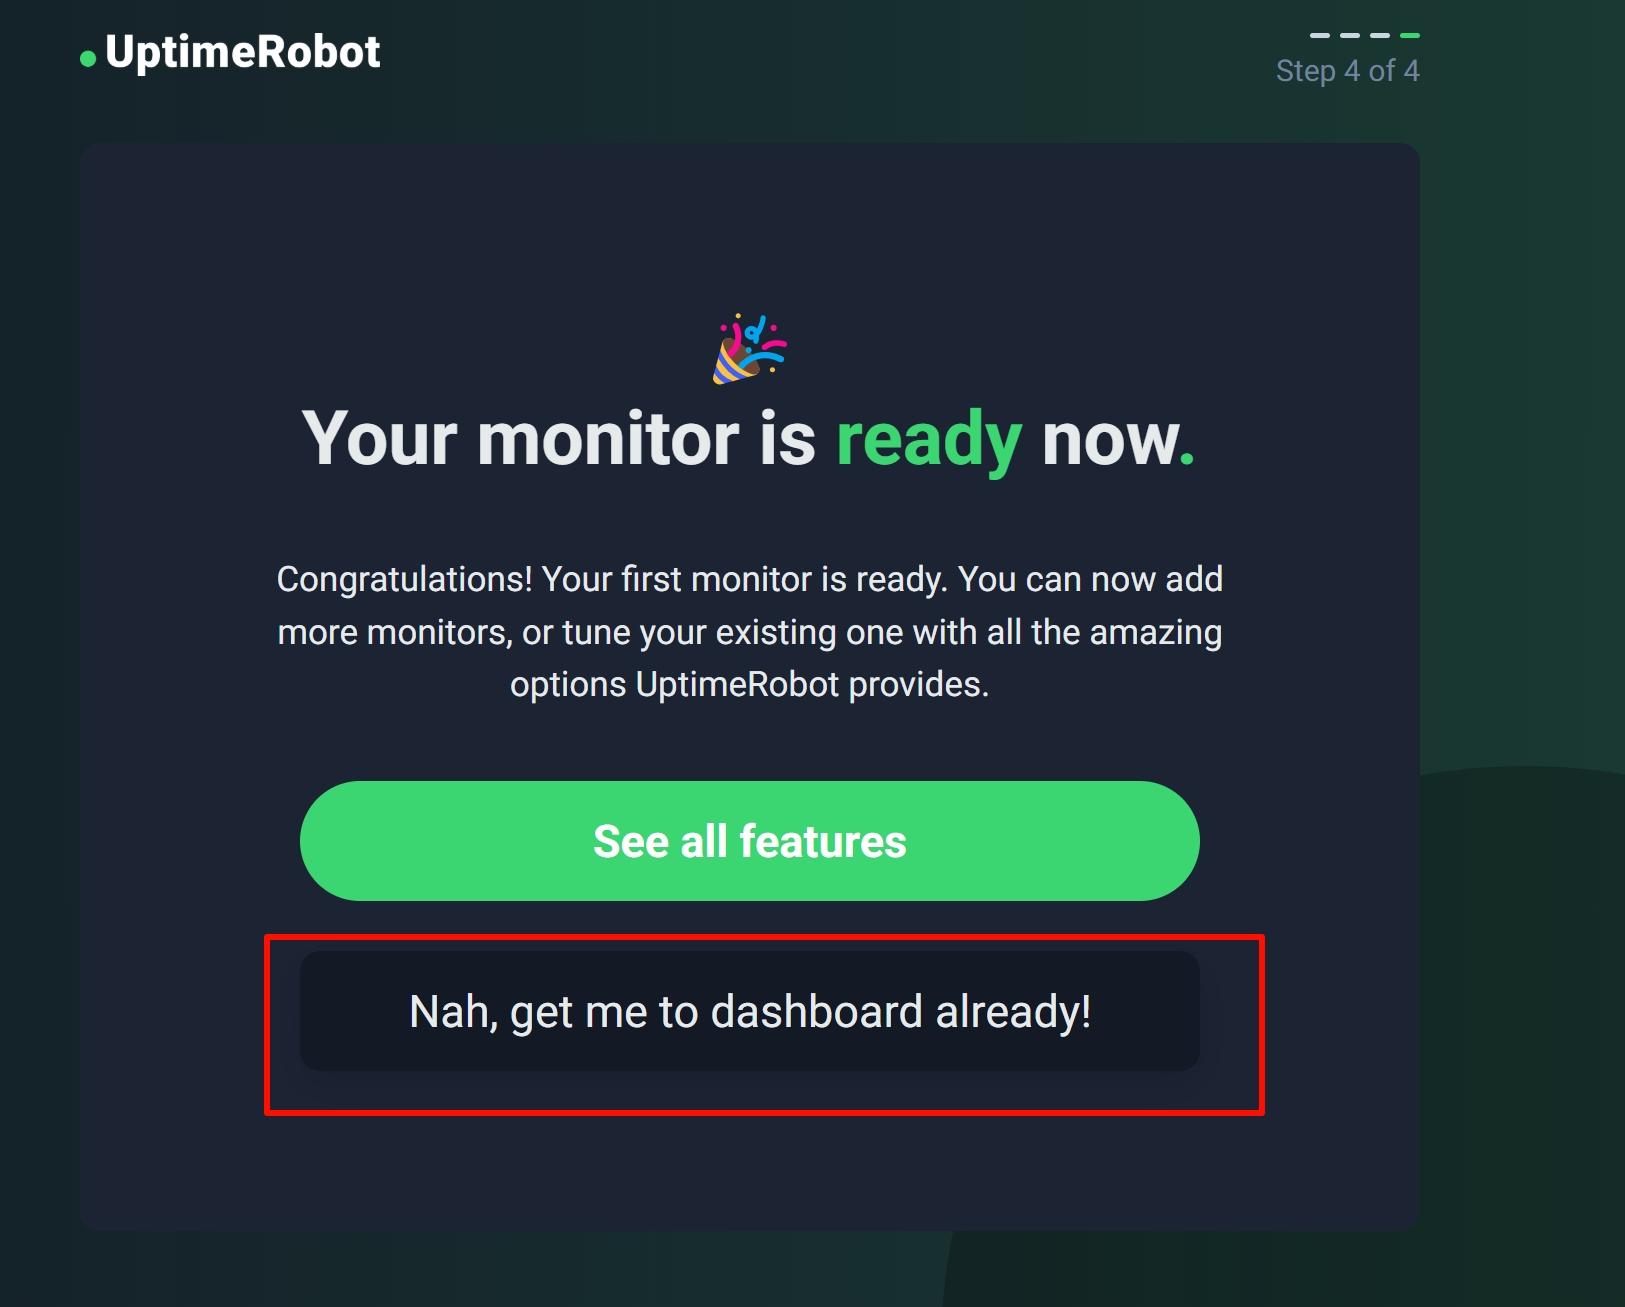 UptimeRobot
Step 4 of 4
Your monitor is ready now.
Congratulations! Your first monitor is ready. You can now add
more monitors, or tune your existing one with all the amazing
options UptimeRobot provides.
See all features
Nah, get me to dashboard already!